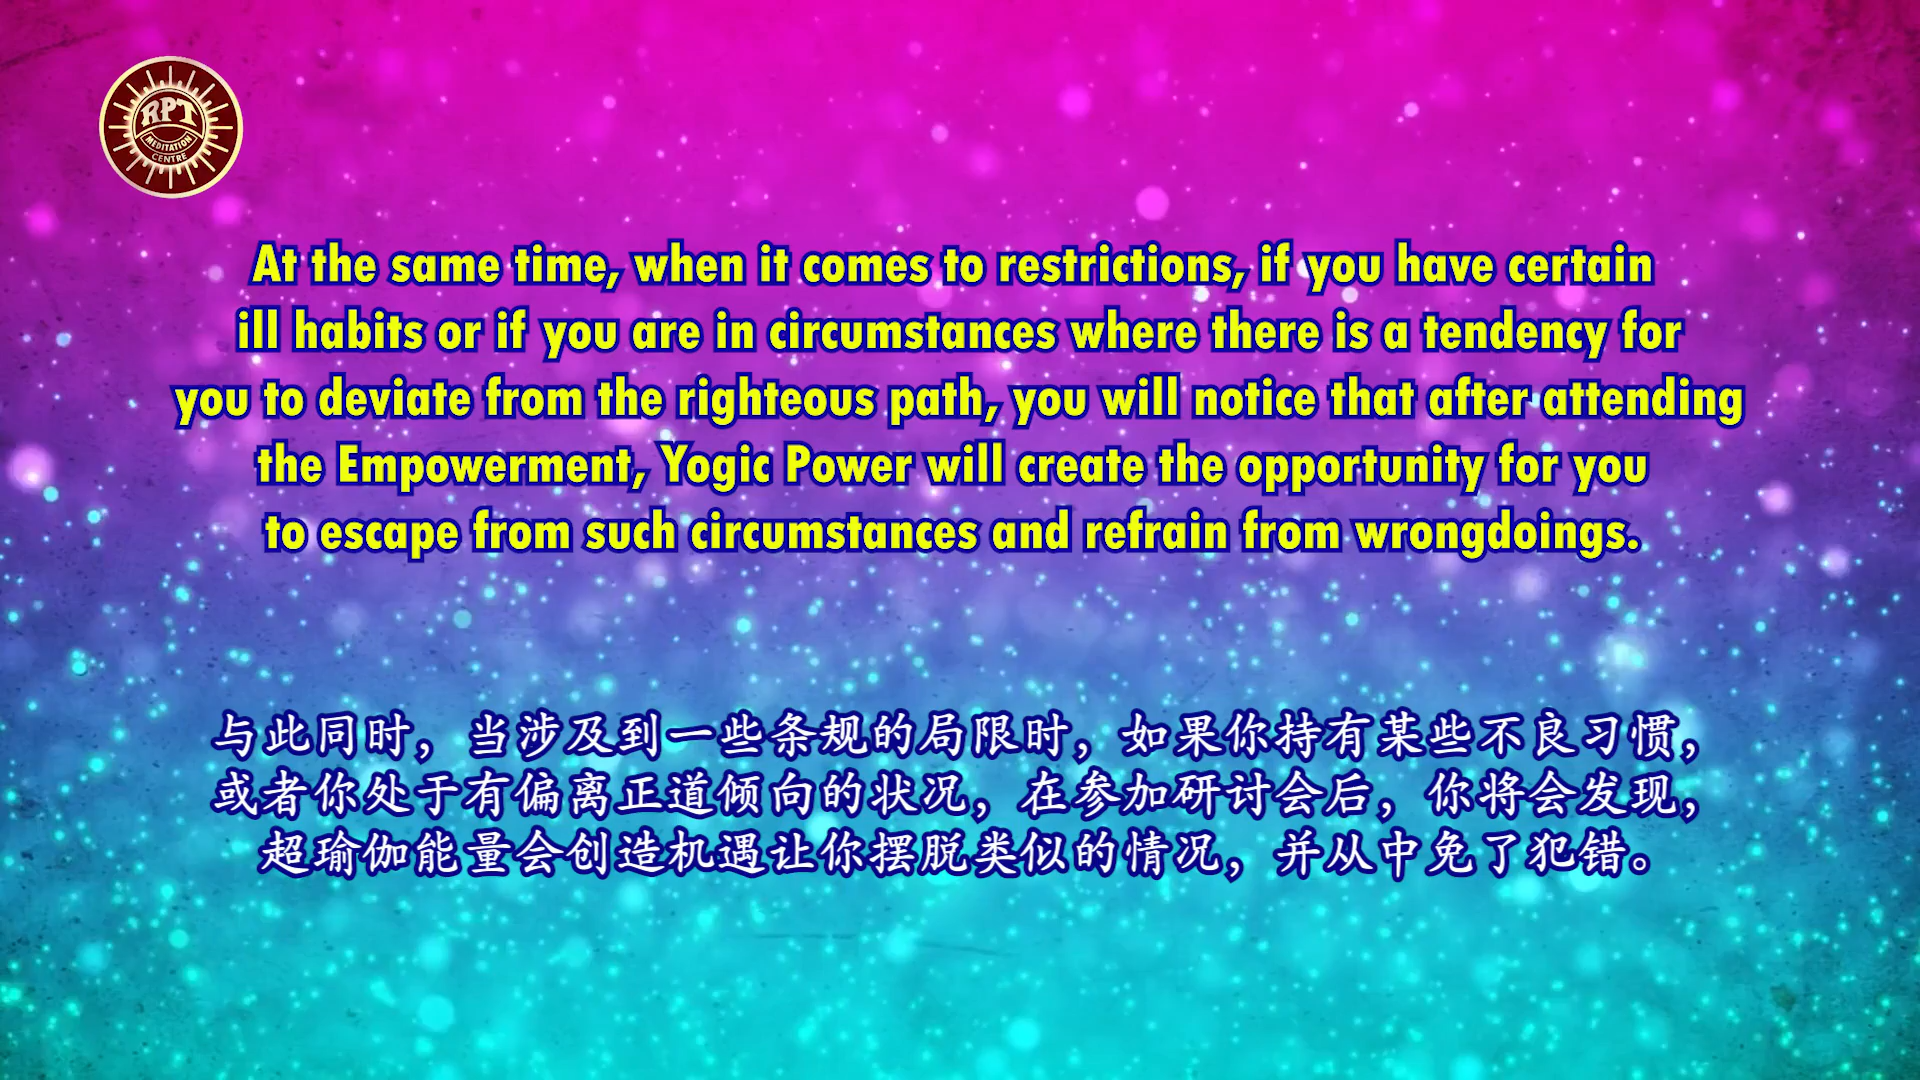 RPT
MEDITATION
CENTRE
At the same time, when it comes to restrictions, if you have certain
ill habits or if you are in circumstances where there is a tendency for
you to deviate from the righteous path, you will notice that after attending
the Empowerment, Yogic Power will create the opportunity for you
to escape from such circumstances and refrain from wrongdoings.
与此同时，当涉及到一些条规的局限时，如果你持有某些不良习惯，
或者你处于有偏离正道倾向的状况，在参加研讨会后，你将会发现，
超瑜伽能量会创造机遇让你摆脱类似的情况，并从中免了犯错。